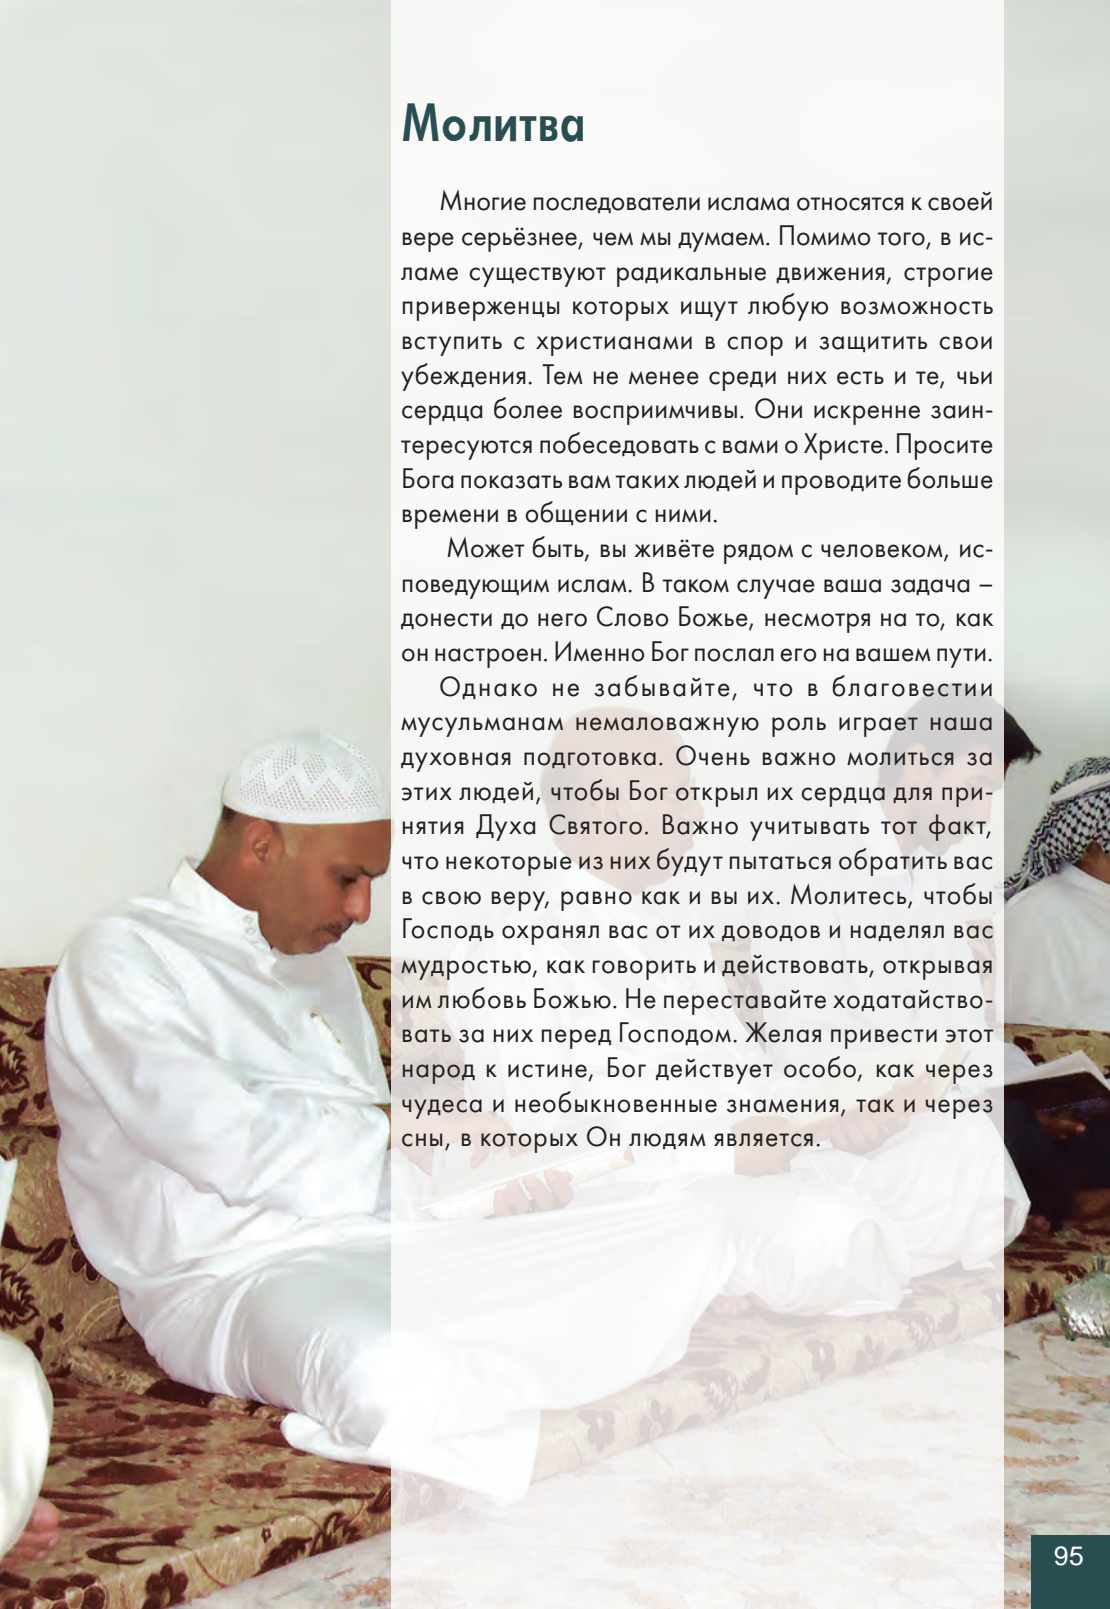 Молитва
Многие последователи ислама относятся к своей
вере серьёзнее, чем мы думаем. Помимо того, в ис-
ламе существуют радикальные движения, строгие
приверженцы которых ищут любую возможность
вступить с христианами в спор и защитить свои
убеждения. Тем не менее среди них есть и те, чьи
сердца более восприимчивы. Они искренне заин-
тересуются побеседовать с вами о Христе. Просите
Бога показать вам таких людей и проводите больше
времени в общении с ними.
Может быть, вы живёте рядом с человеком, ис-
поведующим ислам. В таком случае ваша задача –
донести до него Слово Божье, несмотря на то, как
он настроен. Именно Бог послал его на вашем пути.
Однако не забывайте, что в благовестии
мусульманам немаловажную роль играет наша
духовная подготовка. Очень важно молиться за
этих людей, чтобы Бог открыл их сердца для при-
нятия Духа Святого. Важно учитывать тот факт,
что некоторые из них будут пытаться обратить вас
в свою веру, равно как и вы их. Молитесь, чтобы
Господь охранял вас от их доводов и наделял вас
мудростью, как говорить и действовать, открывая
им любовь Божью. Не переставайте ходатайство-
вать за них перед Господом. Желая привести этот
народ к истине, Бог действует особо, как через
чудеса и необыкновенные знамения, так и через
сны, в которых Он людям является.
95